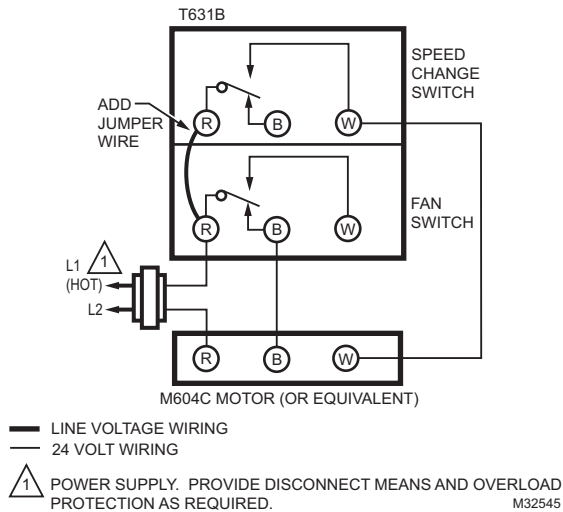 T631B
SPEED
CHANGE
SWITCH
ADD
JUMPER
WIRE
R
B
W
FAN
SWITCH
R
B
W
L1
1
(HOT)
L2
R
B
W
M604C MOTOR (OR EQUIVALENT)
LINE VOLTAGE WIRING
24 VOLT WIRING
1 POWER SUPPLY. PROVIDE DISCONNECT MEANS AND OVERLOAD
PROTECTION AS REQUIRED.
M32545